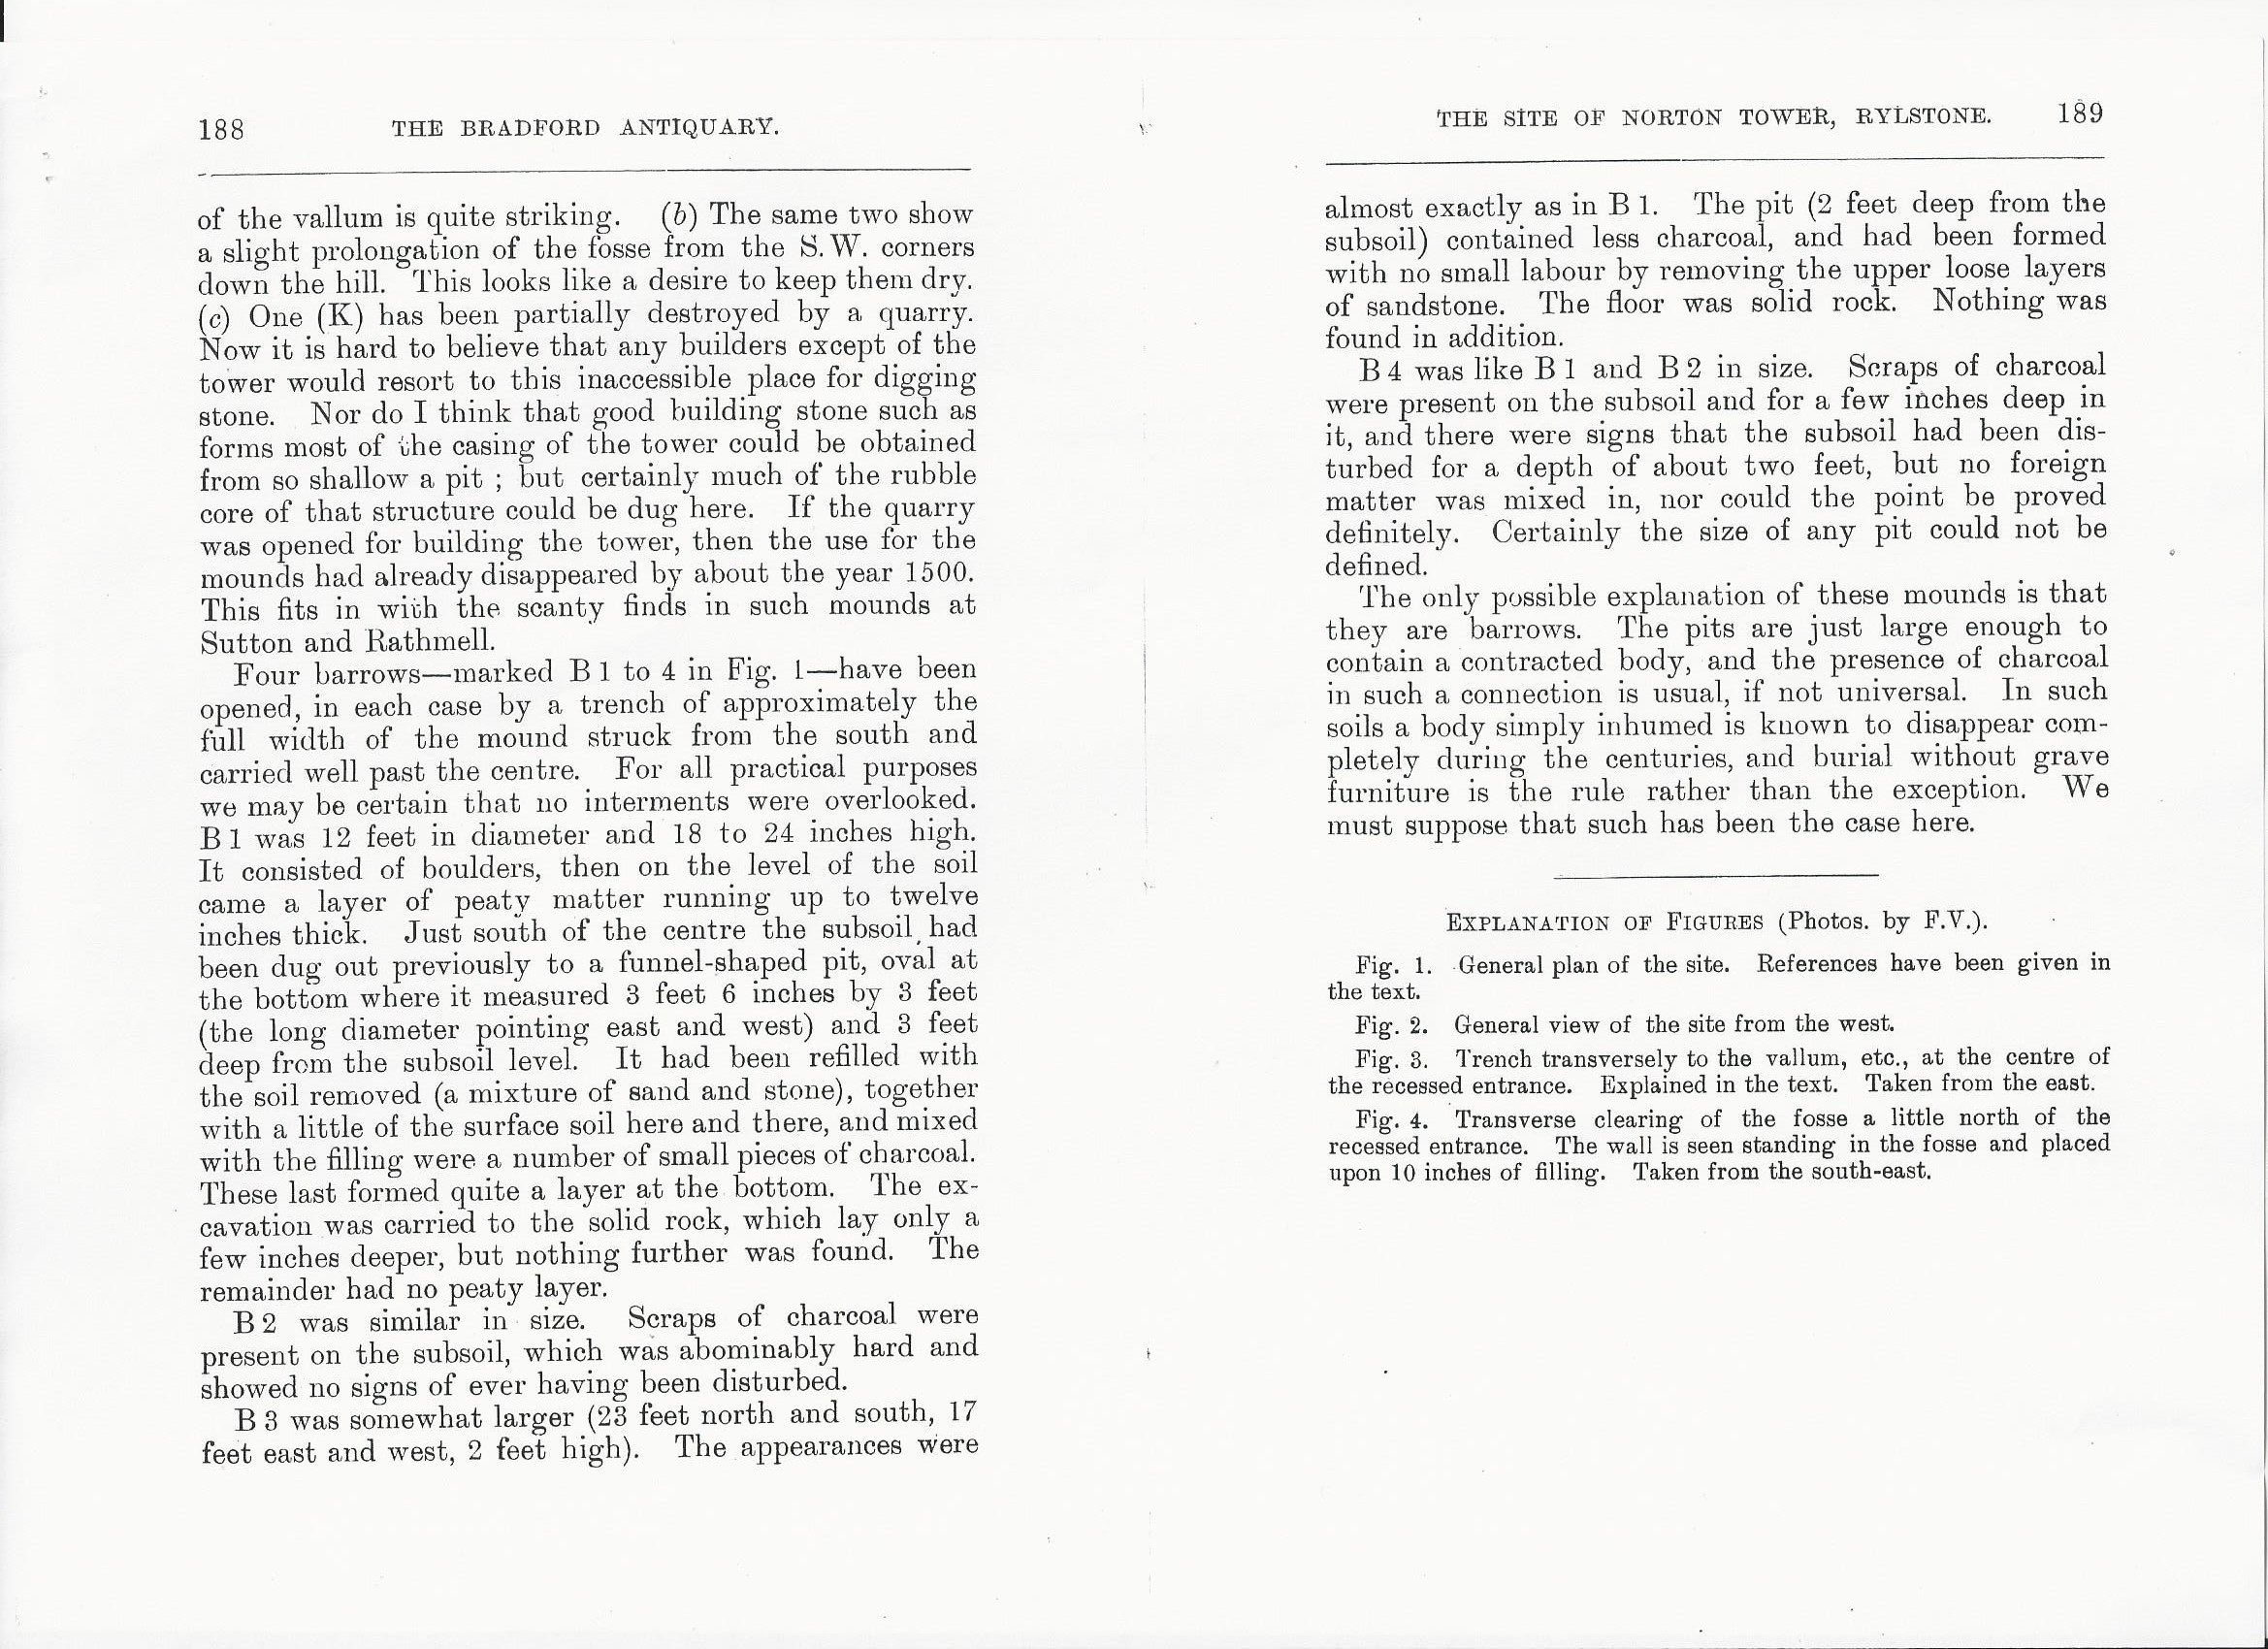 188 THE BRADFORD ANTIQUARY.
of the vallum is quite striking. (b) The same two show
a slight prolongation of the fosse from the S.W. corners
down the hill. This looks like a desire to keep them dry.
(c) One (K) has been partially destroyed by a quarry.
Now it is hard to believe that any builders except of the
tower would resort to this inaccessible place for digging
stone. Nor do I think that good building stone such as
forms most of the casing of the tower could be obtained
from so shallow a pit ; but certainly much of the rubble
core of that structure could be dug here. If the quarry
was opened for building the tower, then the use for the
mounds had already disappeared by about the year 1500.
This fits in with the scanty finds in such mounds at
Sutton and Rathmell.
Four barrows—marked B 1 to 4 in Fig. 1—have been
opened, in each case by a trench of approximately the
full width of the mound struck from the south and
carried well past the centre. For all practical purposes
we may be certain that no interments were overlooked.
B 1 was 12 feet in diameter and 18 to 24 inches high.
It consisted of boulders, then on the level of the soil
came a layer of peaty matter running up to twelve
inches thick. Just south of the centre the subsoil had
been dug out previously to a funnel-shaped pit, oval at
the bottom where it measured 3 feet 6 inches by 3 feet
(the long diameter pointing east and west) and 3 feet
deep from the subsoil level. It had been refilled with
the soil removed (a mixture of sand and stone), together
with a little of the surface soil here and there, and mixed
with the filling were a number of small pieces of charcoal.
These last formed quite a layer at the bottom. The ex-
cavation was carried to the solid rock, which lay only a
few inches deeper, but nothing further was found. The
remainder had no peaty layer.
B 2 was similar in size. Scraps of charcoal were
present on the subsoil, which was abominably hard and
showed no signs of ever having been disturbed.
B 3 was somewhat larger (23 feet north and south, 17
feet east and west, 2 feet high). The appearances were
THE SITE OF NORTON TOWER, RYLSTONE. 189
almost exactly as in B 1. The pit (2 feet deep from the
subsoil) contained less charcoal, and had been formed
with no small labour by removing the upper loose layers
of sandstone. The floor was solid rock. Nothing was
found in addition.
B 4 was like B 1 and B 2 in size. Scraps of charcoal
were present on the subsoil and for a few inches deep in
it, and there were signs that the subsoil had been dis-
turbed for a depth of about two feet, but no foreign
matter was mixed in, nor could the point be proved
definitely. Certainly the size of any pit could not be
defined.
The only possible explanation of these mounds is that
they are barrows. The pits are just large enough to
contain a contracted body, and the presence of charcoal
in such a connection is usual, if not universal. In such
soils a body simply inhumed is known to disappear com-
pletely during the centuries, and burial without grave
furniture is the rule rather than the exception. We
must suppose that such has been the case here.
EXPLANATION OF FIGURES (Photos. by F.V.).
Fig. 1. General plan of the site. References have been given in
the text.
Fig. 2. General view of the site from the west.
Fig. 3. Trench transversely to the vallum, etc., at the centre of
the recessed entrance. Explained in the text. Taken from the east.
Fig. 4. Transverse clearing of the fosse a little north of the
recessed entrance. The wall is seen standing in the fosse and placed
upon 10 inches of filling. Taken from the south-east.